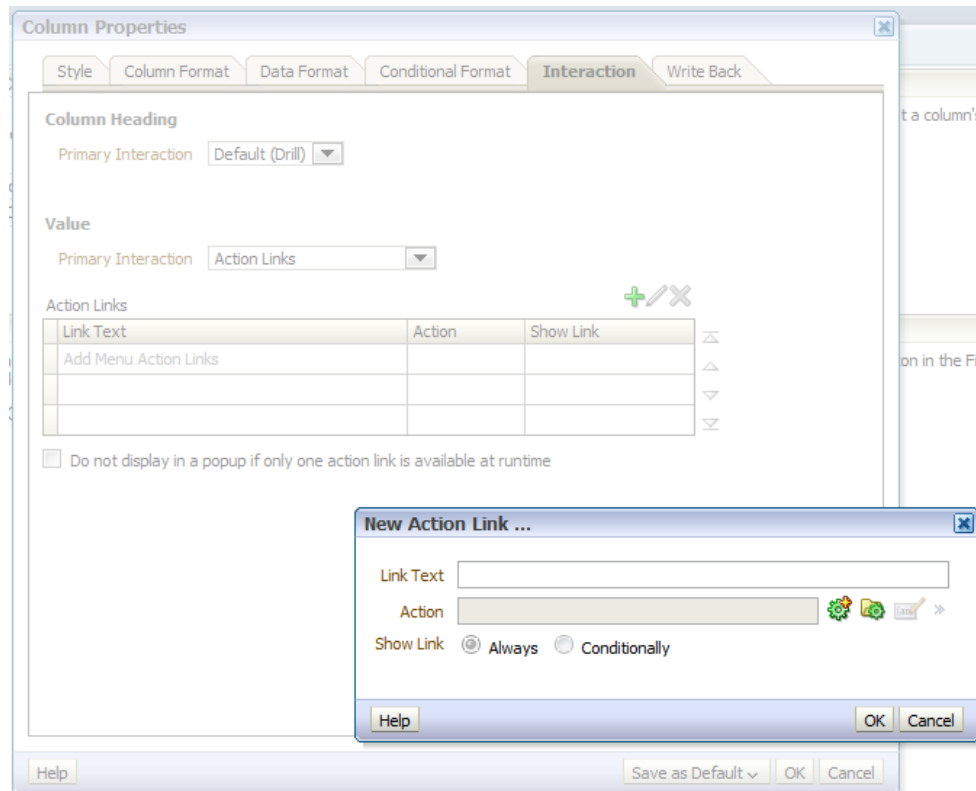 Column Properties
Style Column Format Data Format Conditional Format Interaction Write Back
t a column's
Column Heading
Primary Interaction Default (Drill)
Value
Primary Interaction Action Links
Action Links
Link Text Action Show Link
Add Menu Action Links
on in the Fi
Do not display in a popup if only one action link is available at runtime
New Action Link ...
Link Text
Action
Show Link Always Conditionally
Help OK Cancel
Help Save as Default OK Cancel